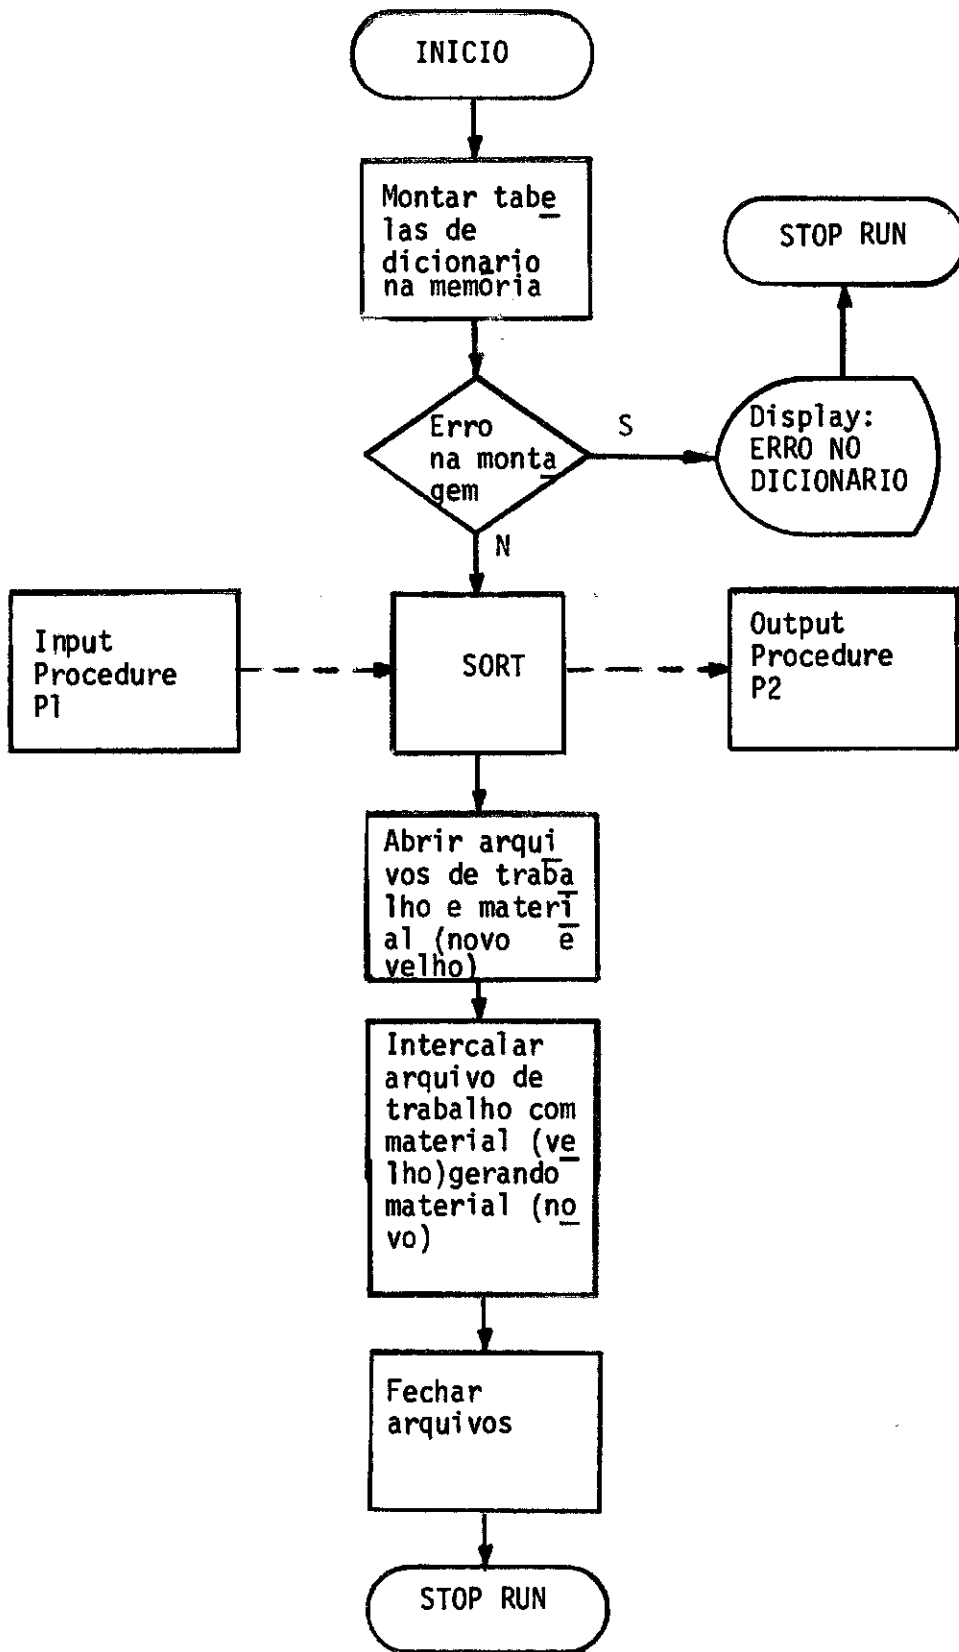 INICIO
Montar tabe
las de
dicionario
na memória
STOP RUN
Erro
na monta
gem
S
Display:
ERRO NO
DICIONARIO
N
Input
Procedure
P1
SORT
Output
Procedure
P2
Abrir arqui
vos de traba
lho e materi
al (novo e
velho)
Intercalar
arquivo de
trabalho com
material (ve
lho)gerando
material (no
vo)
Fechar
arquivos
STOP RUN